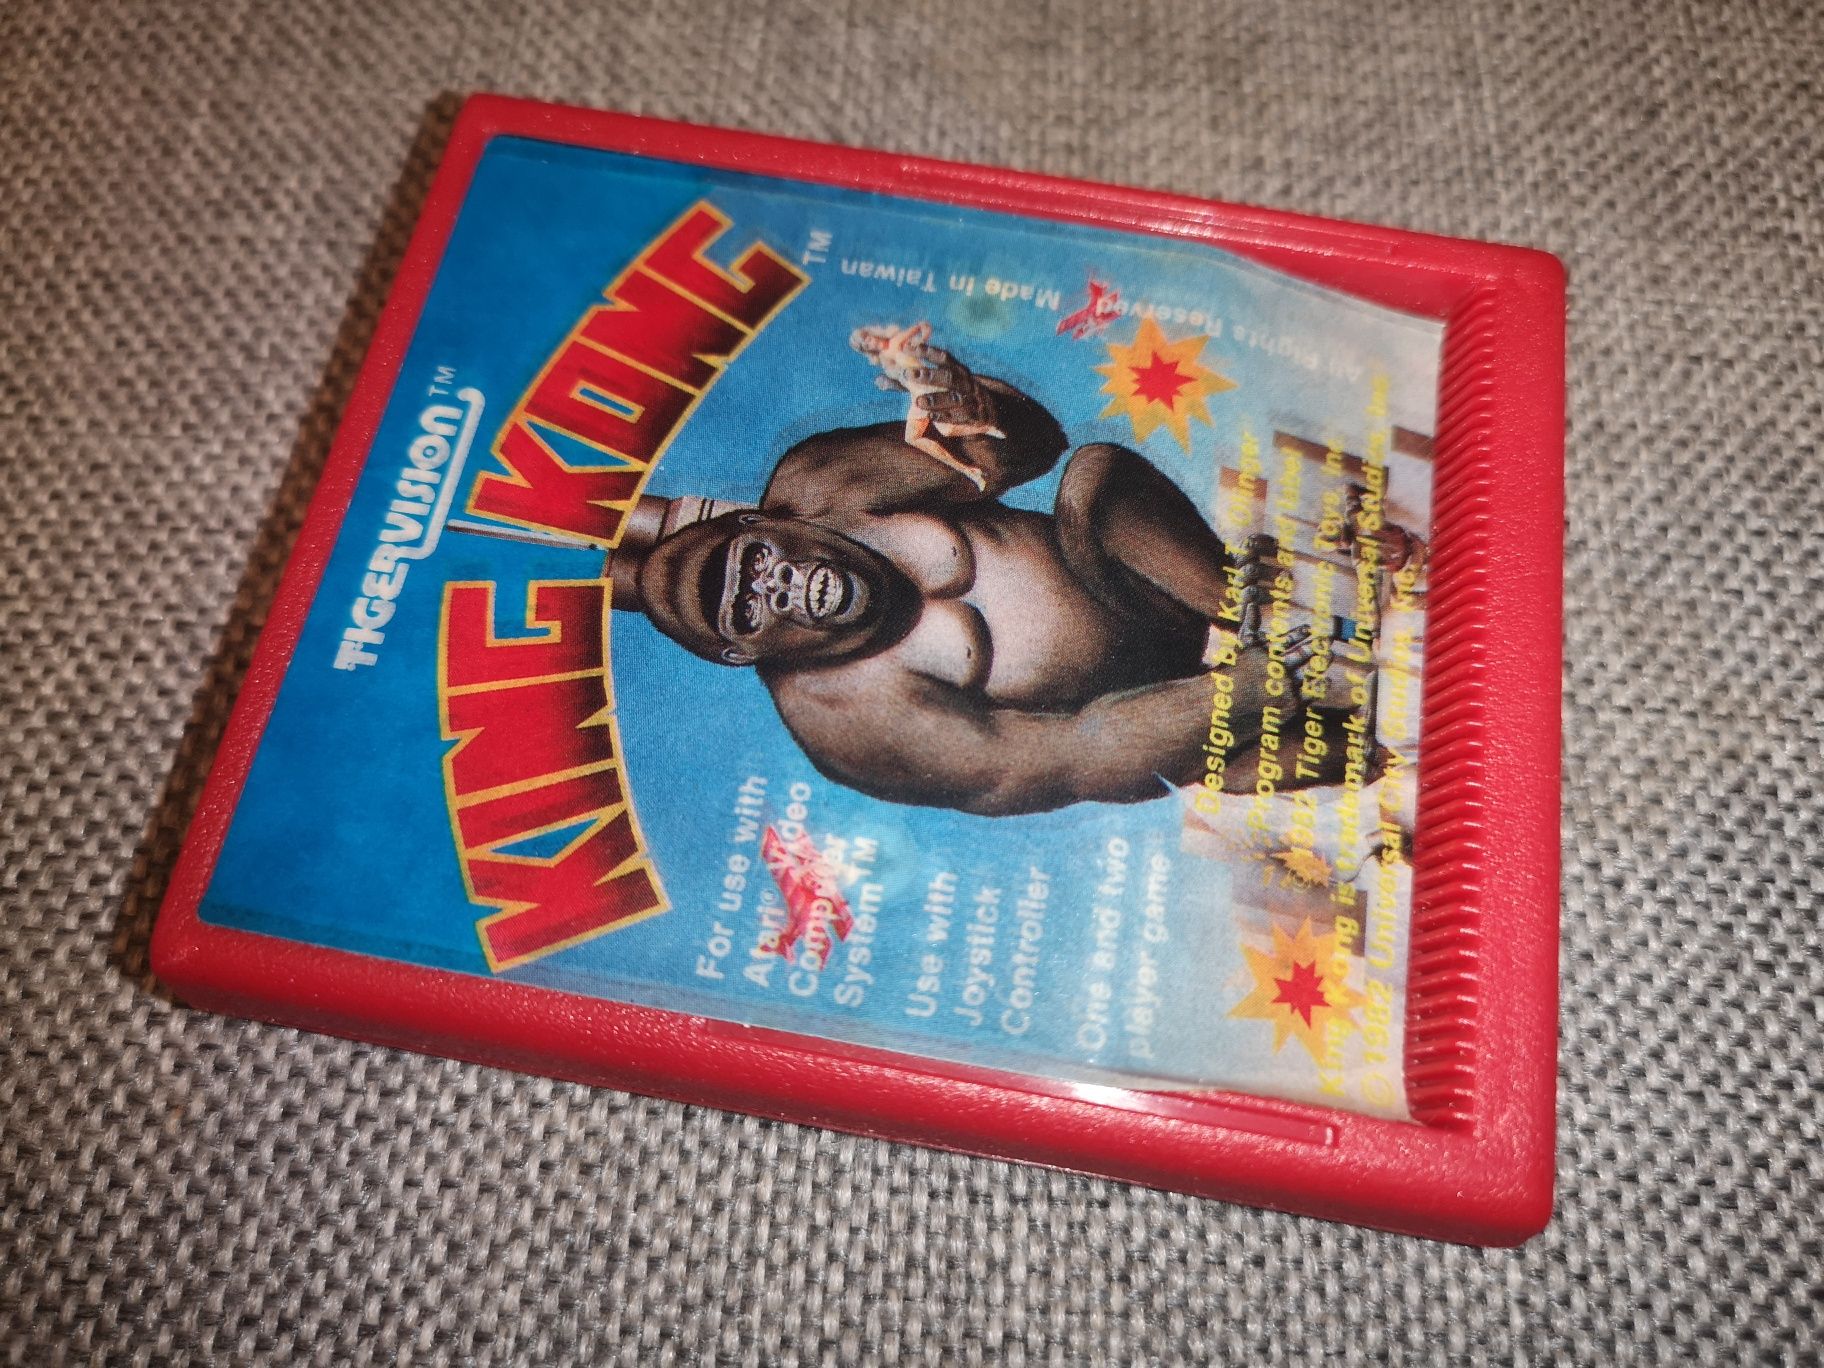 TIGERVISION™
KING KONG™
For use with
Atari® Video
Computer
System™
Use with
Joystick
Controller
One and two
player game
Designed by Karl T. Olinger
Program contents and label
© 1982 Tiger Electronic Toys, Inc.
King Kong is trademark of Universal Studios, Inc.
© 1982 Universal City Studios, Inc.
All Rights Reserved Made in Taiwan